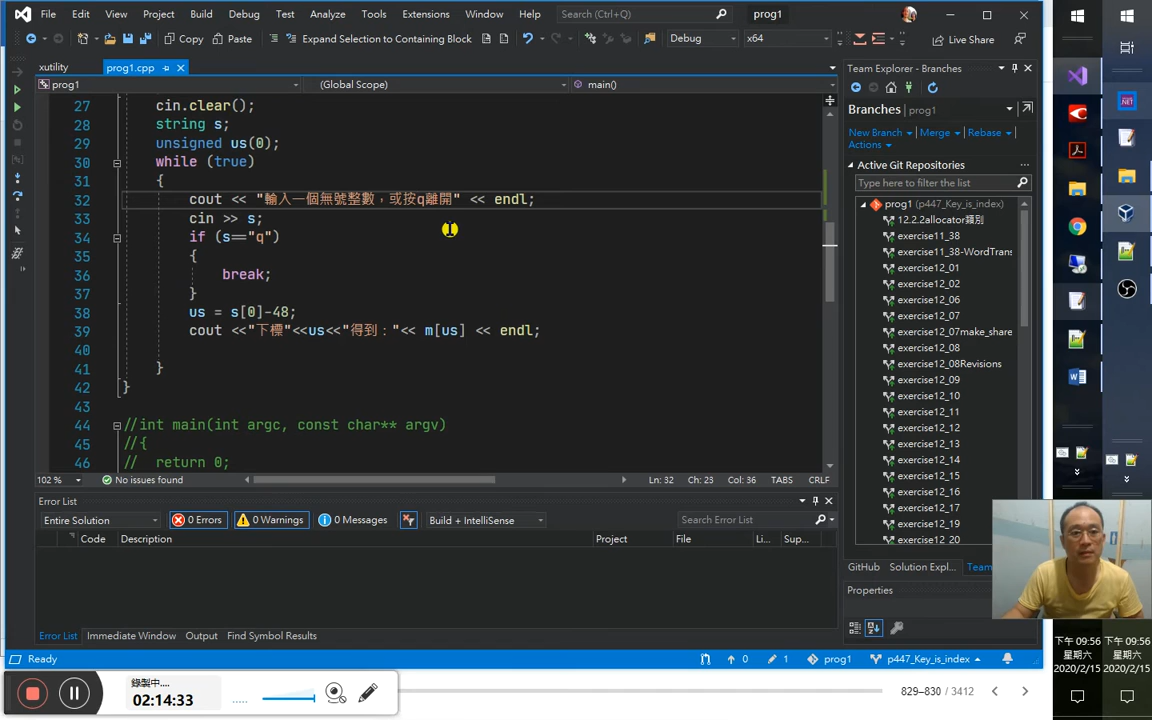 File Edit View Project Build Debug Test Analyze Tools Extensions Window Help Search (Ctrl+Q) prog1
Copy Paste Expand Selection to Containing Block Debug x64 Live Share
xutility prog1.cpp
prog1 (Global Scope) main()
27 cin.clear();
28 string s;
29 unsigned us(0);
30 while (true)
31 {
32 cout << "輸入一個無號整數，或按q離開" << endl;
33 cin >> s;
34 if (s=="q")
35 {
36 break;
37 }
38 us = s[0]-48;
39 cout <<"下標"<<us<<"得到："<< m[us] << endl;
40
41 }
42 }
43
44 //int main(int argc, const char** argv)
45 //{
46 // return 0;
102 % No issues found Ln: 32 Ch: 23 Col: 36 TABS CRLF
Error List
Entire Solution 0 Errors 0 Warnings 0 Messages Build + IntelliSense Search Error List
Code Description Project File Li... Sup...
Error List Immediate Window Output Find Symbol Results
Team Explorer - Branches
Branches prog1
New Branch Merge Rebase
Actions
Active Git Repositories
Type here to filter the list
prog1 (p447_Key_is_index)
12.2.2allocator類別
exercise11_38
exercise11_38-WordTrans
exercise12_01
exercise12_02
exercise12_06
exercise12_07
exercise12_07make_share
exercise12_08
exercise12_08Revisions
exercise12_09
exercise12_10
exercise12_11
exercise12_12
exercise12_13
exercise12_14
exercise12_15
exercise12_16
exercise12_17
exercise12_19
exercise12_20
GitHub Solution Expl... Team
Properties
Ready 0 1 prog1 p447_Key_is_index
錄製中....
02:14:33
829–830 / 3412
下午 09:56
星期六
2020/2/15
下午 09:56
星期六
2020/2/15